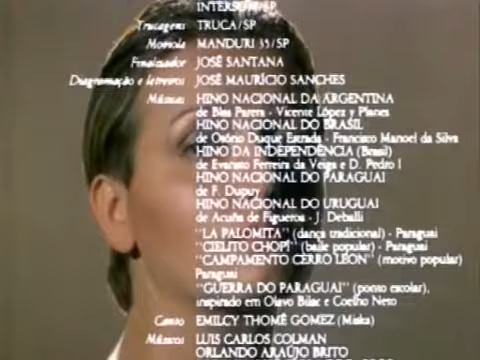 Trucagens TRUCA/SP
Moviola MANDURI 35/SP
Finalizador JOSÉ SANTANA
Diagramação e letreiros JOSÉ MAURÍCIO SANCHES
Músicas HINO NACIONAL DA ARGENTINA
de Blas Parera - Vicente López y Planes
HINO NACIONAL DO BRASIL
de Osório Duque Estrada - Francisco Manoel da Silva
HINO DA INDEPENDÊNCIA (Brasil)
de Evaristo Ferreira da Veiga e D. Pedro I
HINO NACIONAL DO PARAGUAI
de F. Dupuy
HINO NACIONAL DO URUGUAI
de Acuña de Figueroa - J. Deballi
"LA PALOMITA" (dança tradicional) - Paraguai
"CIELITO CHOPÍ" (baile popular) - Paraguai
"CAMPAMENTO CERRO LEÓN" (motivo popular)
Paraguai
"GUERRA DO PARAGUAI" (ponto escolar),
inspirado em Olavo Bilac e Coelho Neto
Canto EMILCY THOMÉ GOMEZ (Miska)
Músicos LUIS CARLOS COLMAN
ORLANDO ARAÚJO BRITO